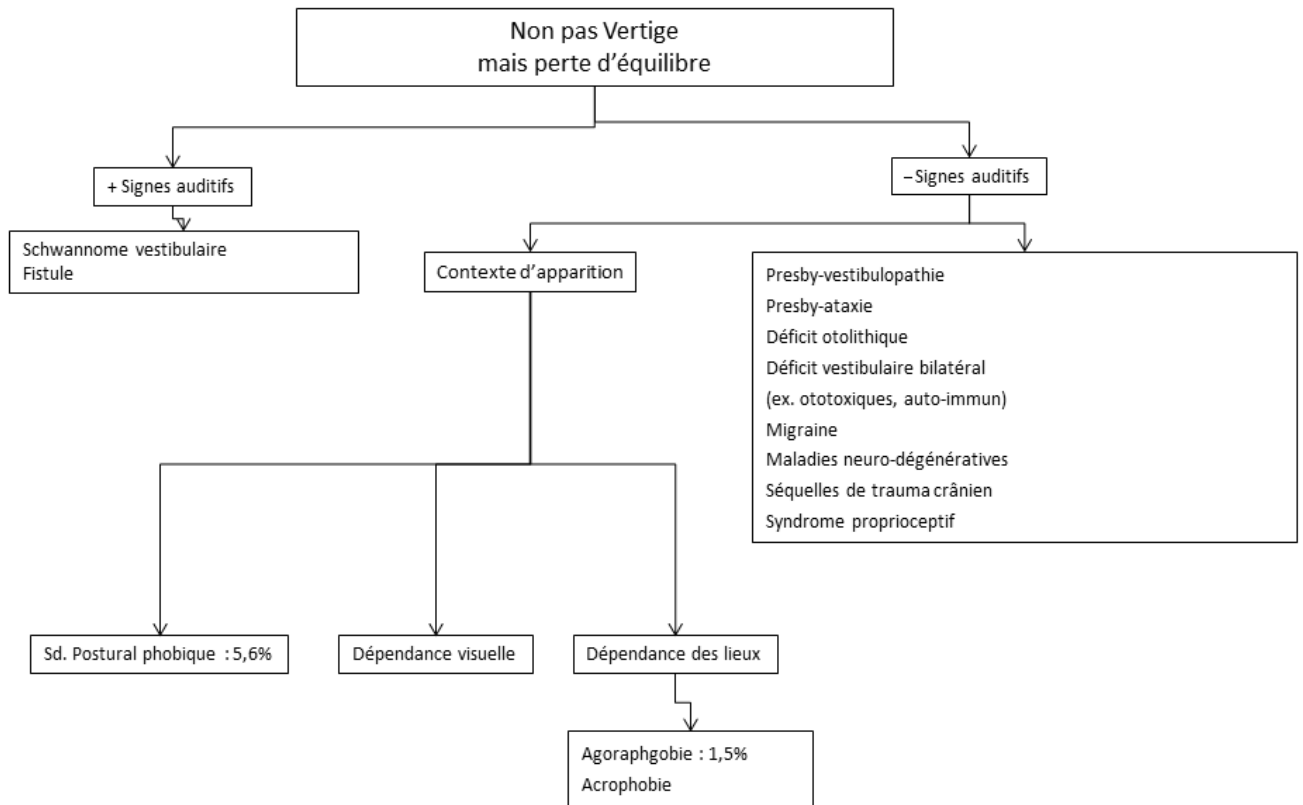 Non pas Vertige
mais perte d'équilibre
+ Signes auditifs
– Signes auditifs
Schwannome vestibulaire
Fistule
Contexte d'apparition
Presby-vestibulopathie
Presby-ataxie
Déficit otolithique
Déficit vestibulaire bilatéral
(ex. ototoxiques, auto-immun)
Migraine
Maladies neuro-dégénératives
Séquelles de trauma crânien
Syndrome proprioceptif
Sd. Postural phobique : 5,6%
Dépendance visuelle
Dépendance des lieux
Agoraphgobie : 1,5%
Acrophobie